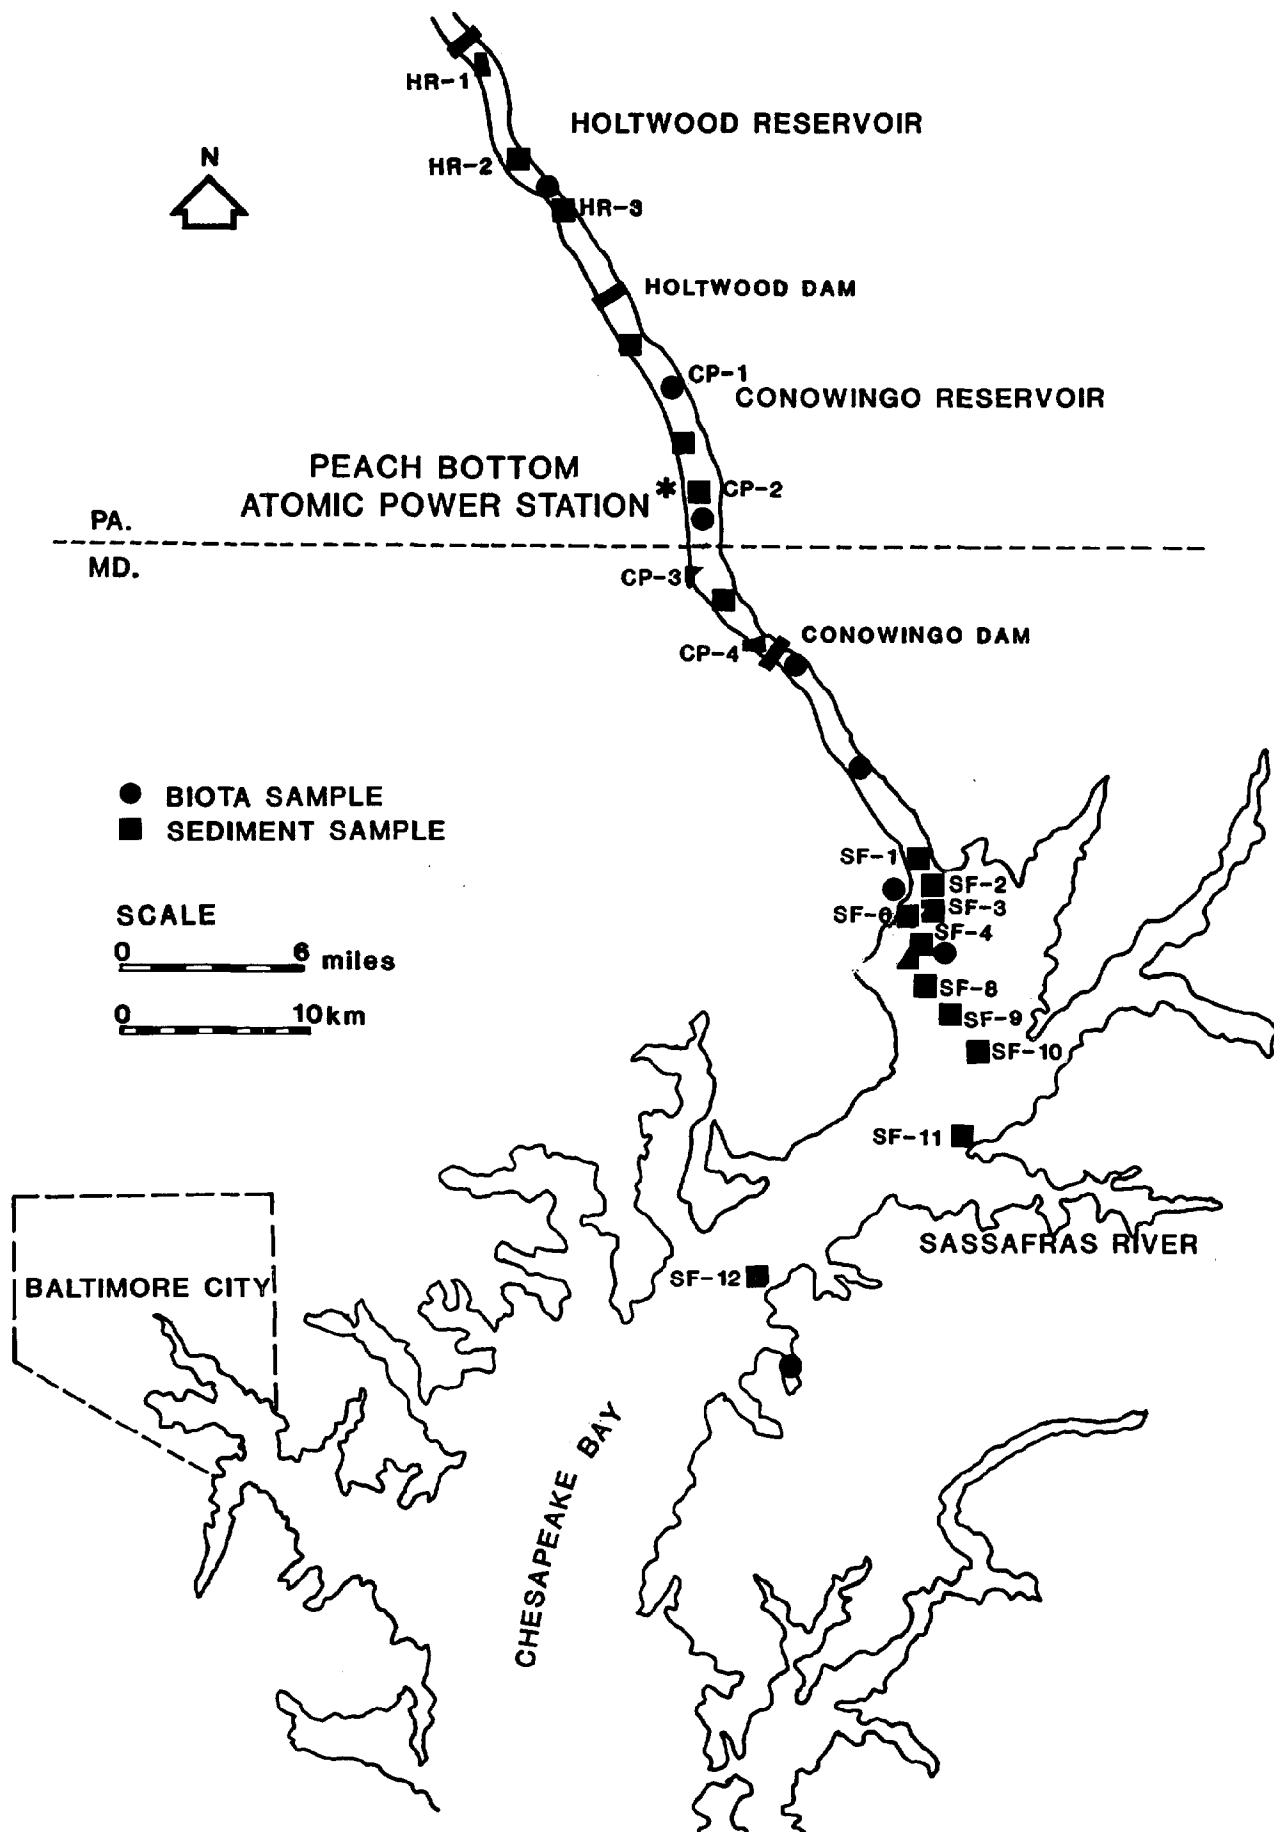 HR-1
HOLTWOOD RESERVOIR
N
HR-2
HR-3
HOLTWOOD DAM
CP-1
CONOWINGO RESERVOIR
PEACH BOTTOM
ATOMIC POWER STATION *
CP-2
PA.
MD.
CP-3
CONOWINGO DAM
CP-4
BIOTA SAMPLE
SEDIMENT SAMPLE
SF-1
SF-2
SF-3
SF-6
SF-4
SCALE
0 6 miles
SF-8
0 10km
SF-9
SF-10
SF-11
SASSAFRAS RIVER
SF-12
BALTIMORE CITY
CHESAPEAKE BAY